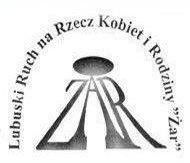 Lubuski Ruch na Rzecz Kobiet i Rodziny "Żar"
ŻAR